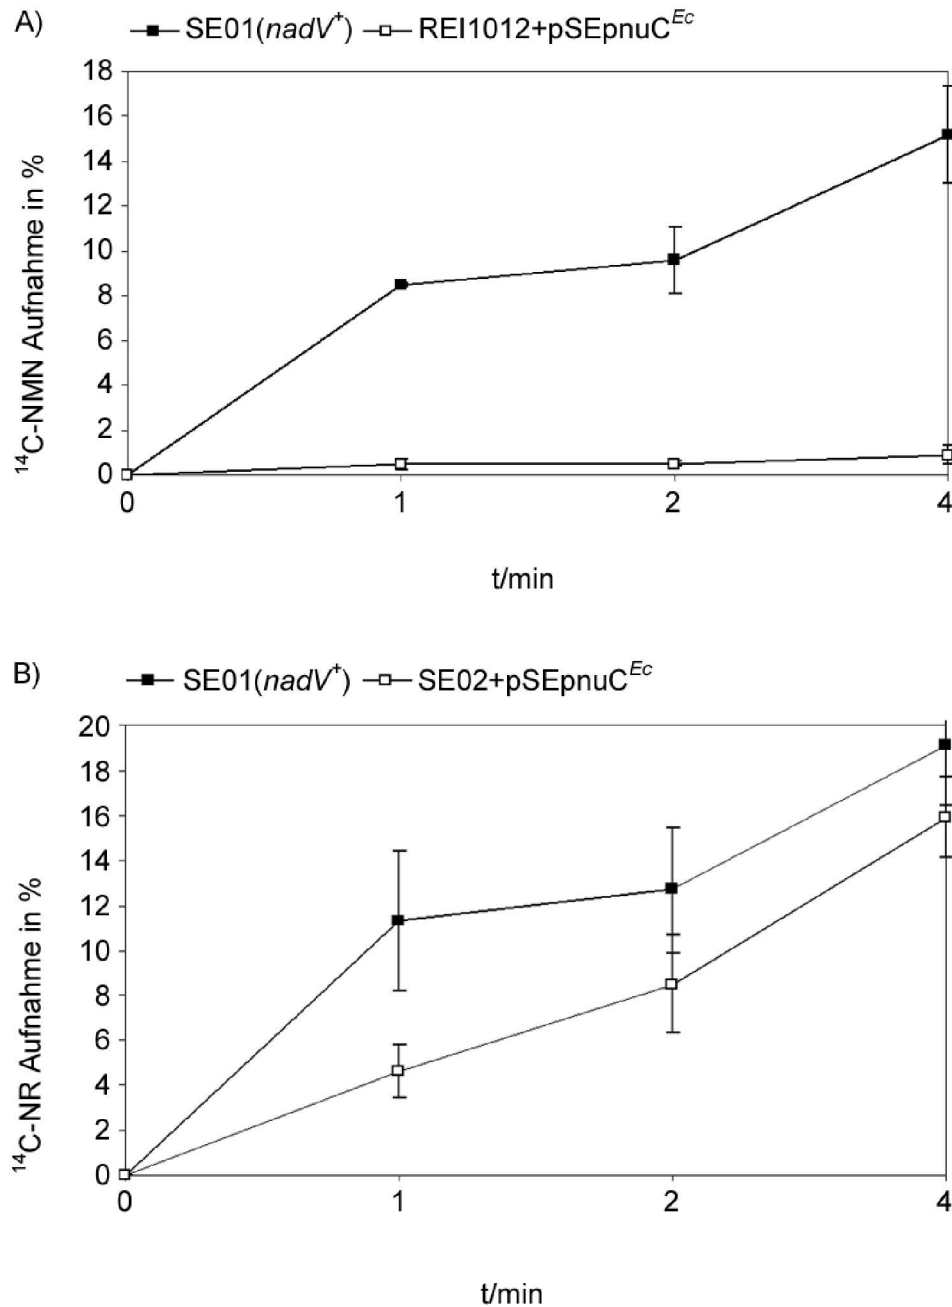 A)
SE01(nadV⁺) REI1012+pSEpnuCᴱᶜ
18
16
14
12
10
8
6
4
2
0
¹⁴C-NMN Aufnahme in %
0 1 2 4
t/min
B)
SE01(nadV⁺) SE02+pSEpnuCᴱᶜ
20
18
16
14
12
10
8
6
4
2
0
¹⁴C-NR Aufnahme in %
0 1 2 4
t/min